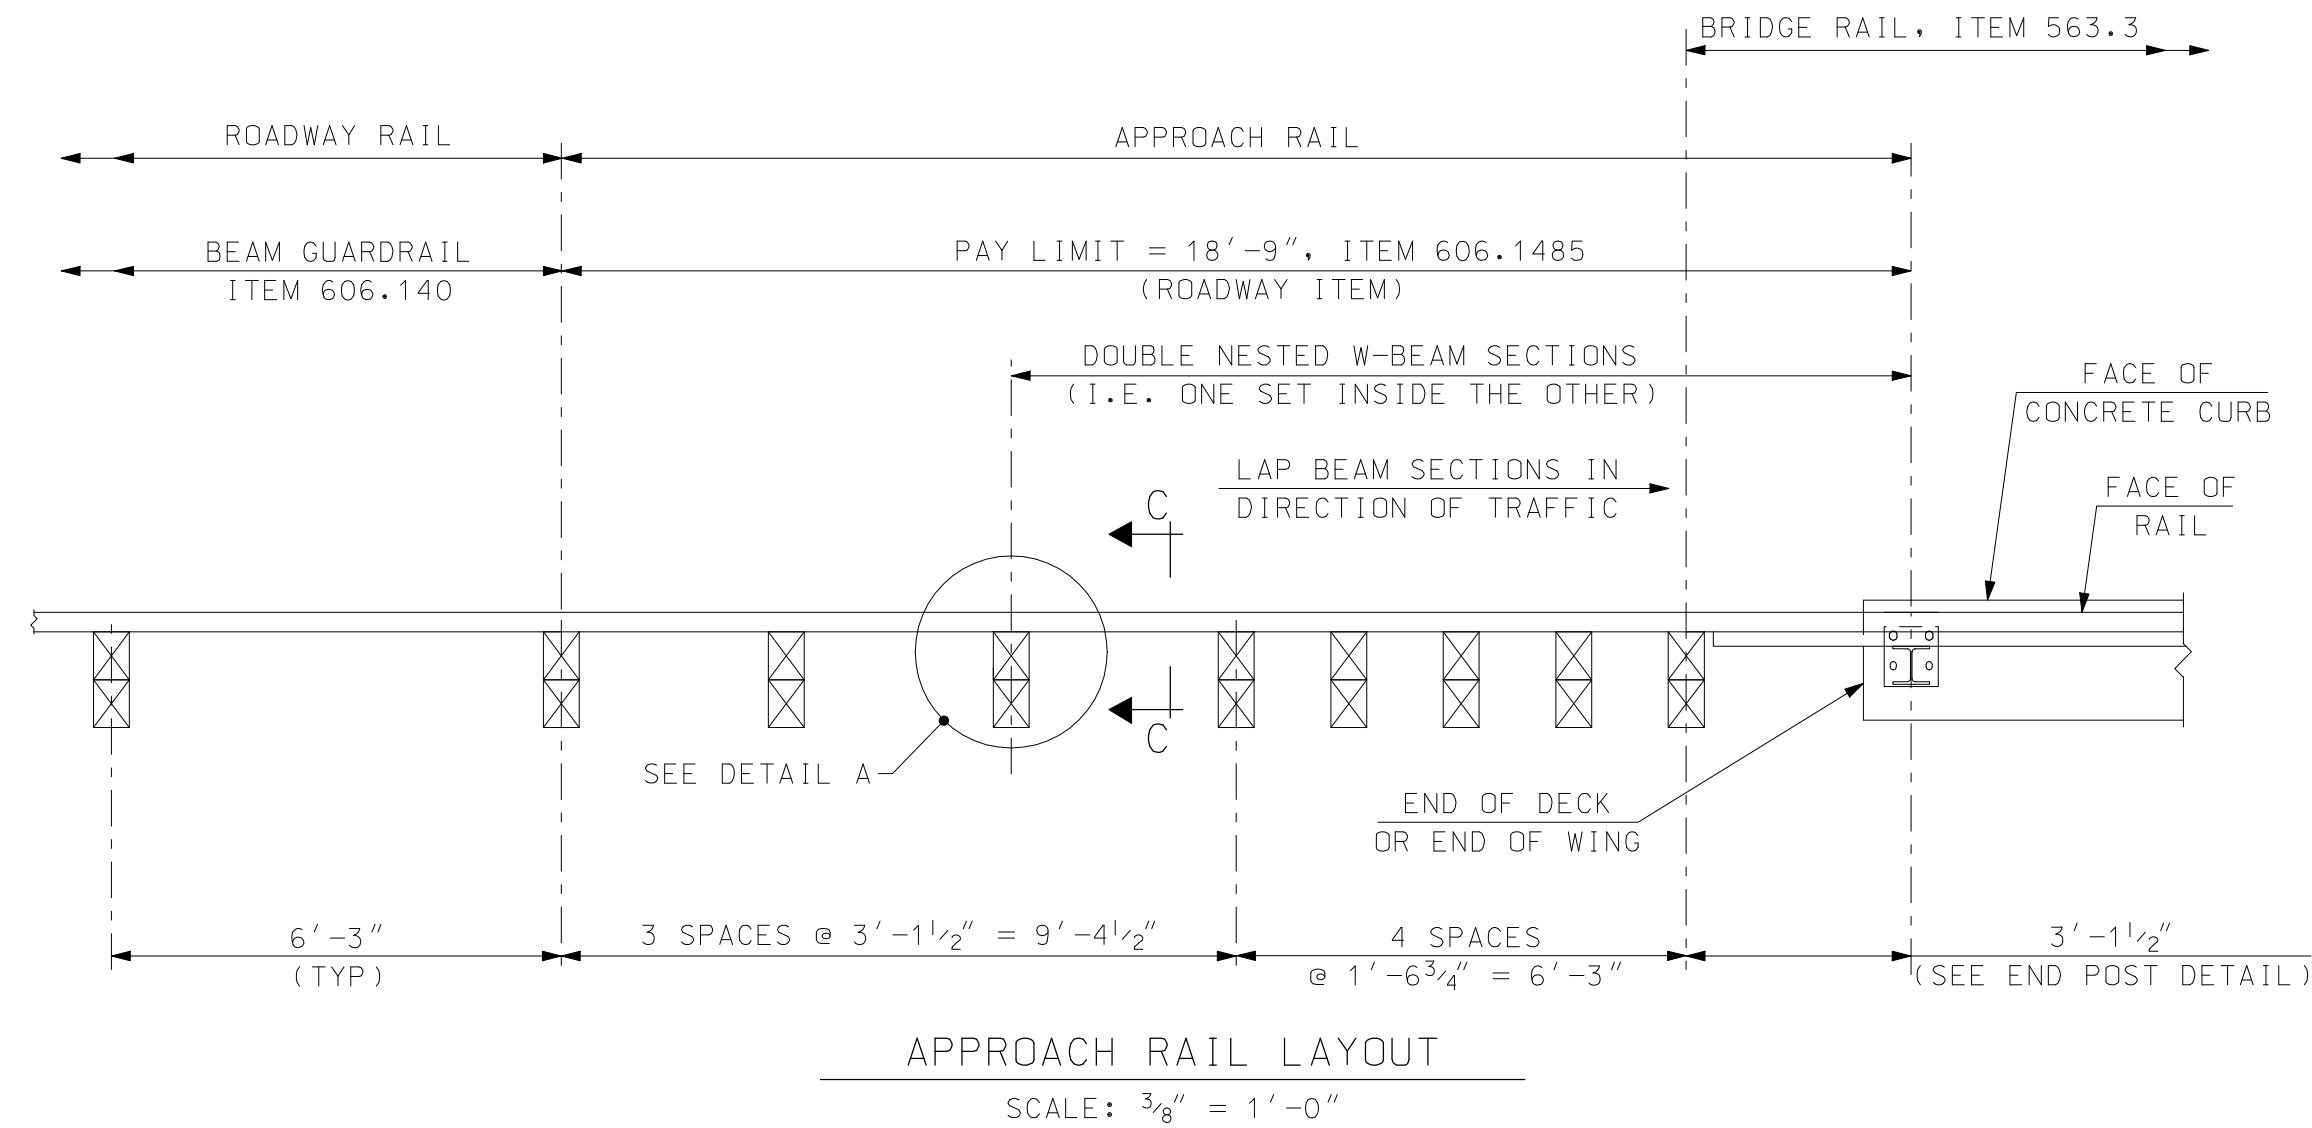 BRIDGE RAIL, ITEM 563.3
ROADWAY RAIL
APPROACH RAIL
BEAM GUARDRAIL
ITEM 606.140
PAY LIMIT = 18'-9", ITEM 606.1485
(ROADWAY ITEM)
DOUBLE NESTED W-BEAM SECTIONS
(I.E. ONE SET INSIDE THE OTHER)
FACE OF
CONCRETE CURB
LAP BEAM SECTIONS IN
DIRECTION OF TRAFFIC
FACE OF
RAIL
C
C
SEE DETAIL A
END OF DECK
OR END OF WING
6'-3"
(TYP)
3 SPACES @ 3'-1½" = 9'-4½"
4 SPACES
@ 1'-6¾" = 6'-3"
3'-1½"
(SEE END POST DETAIL)
APPROACH RAIL LAYOUT
SCALE: ⅜" = 1'-0"